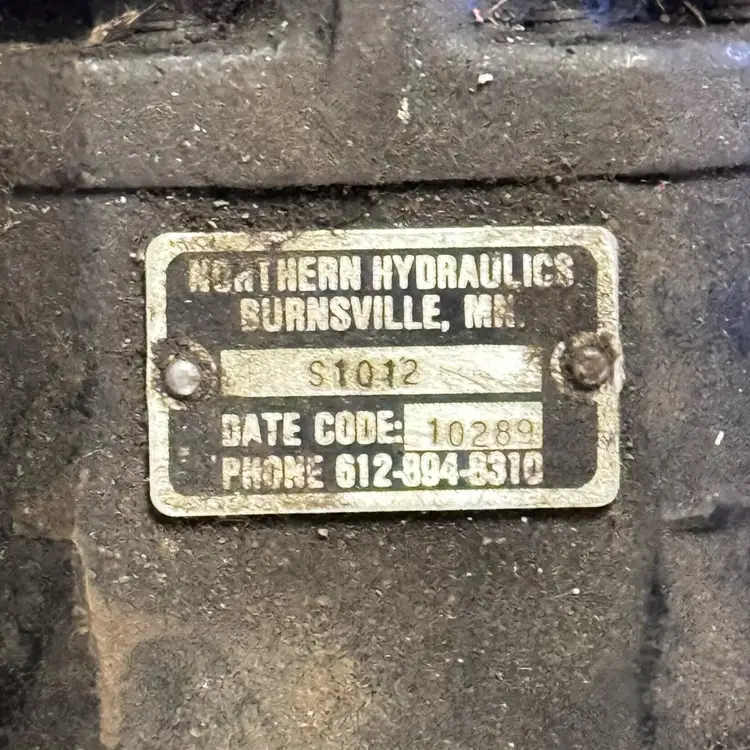 NORTHERN HYDRAULICS
BURNSVILLE, MN.
S1012
DATE CODE: 10289
PHONE 612-894-8310